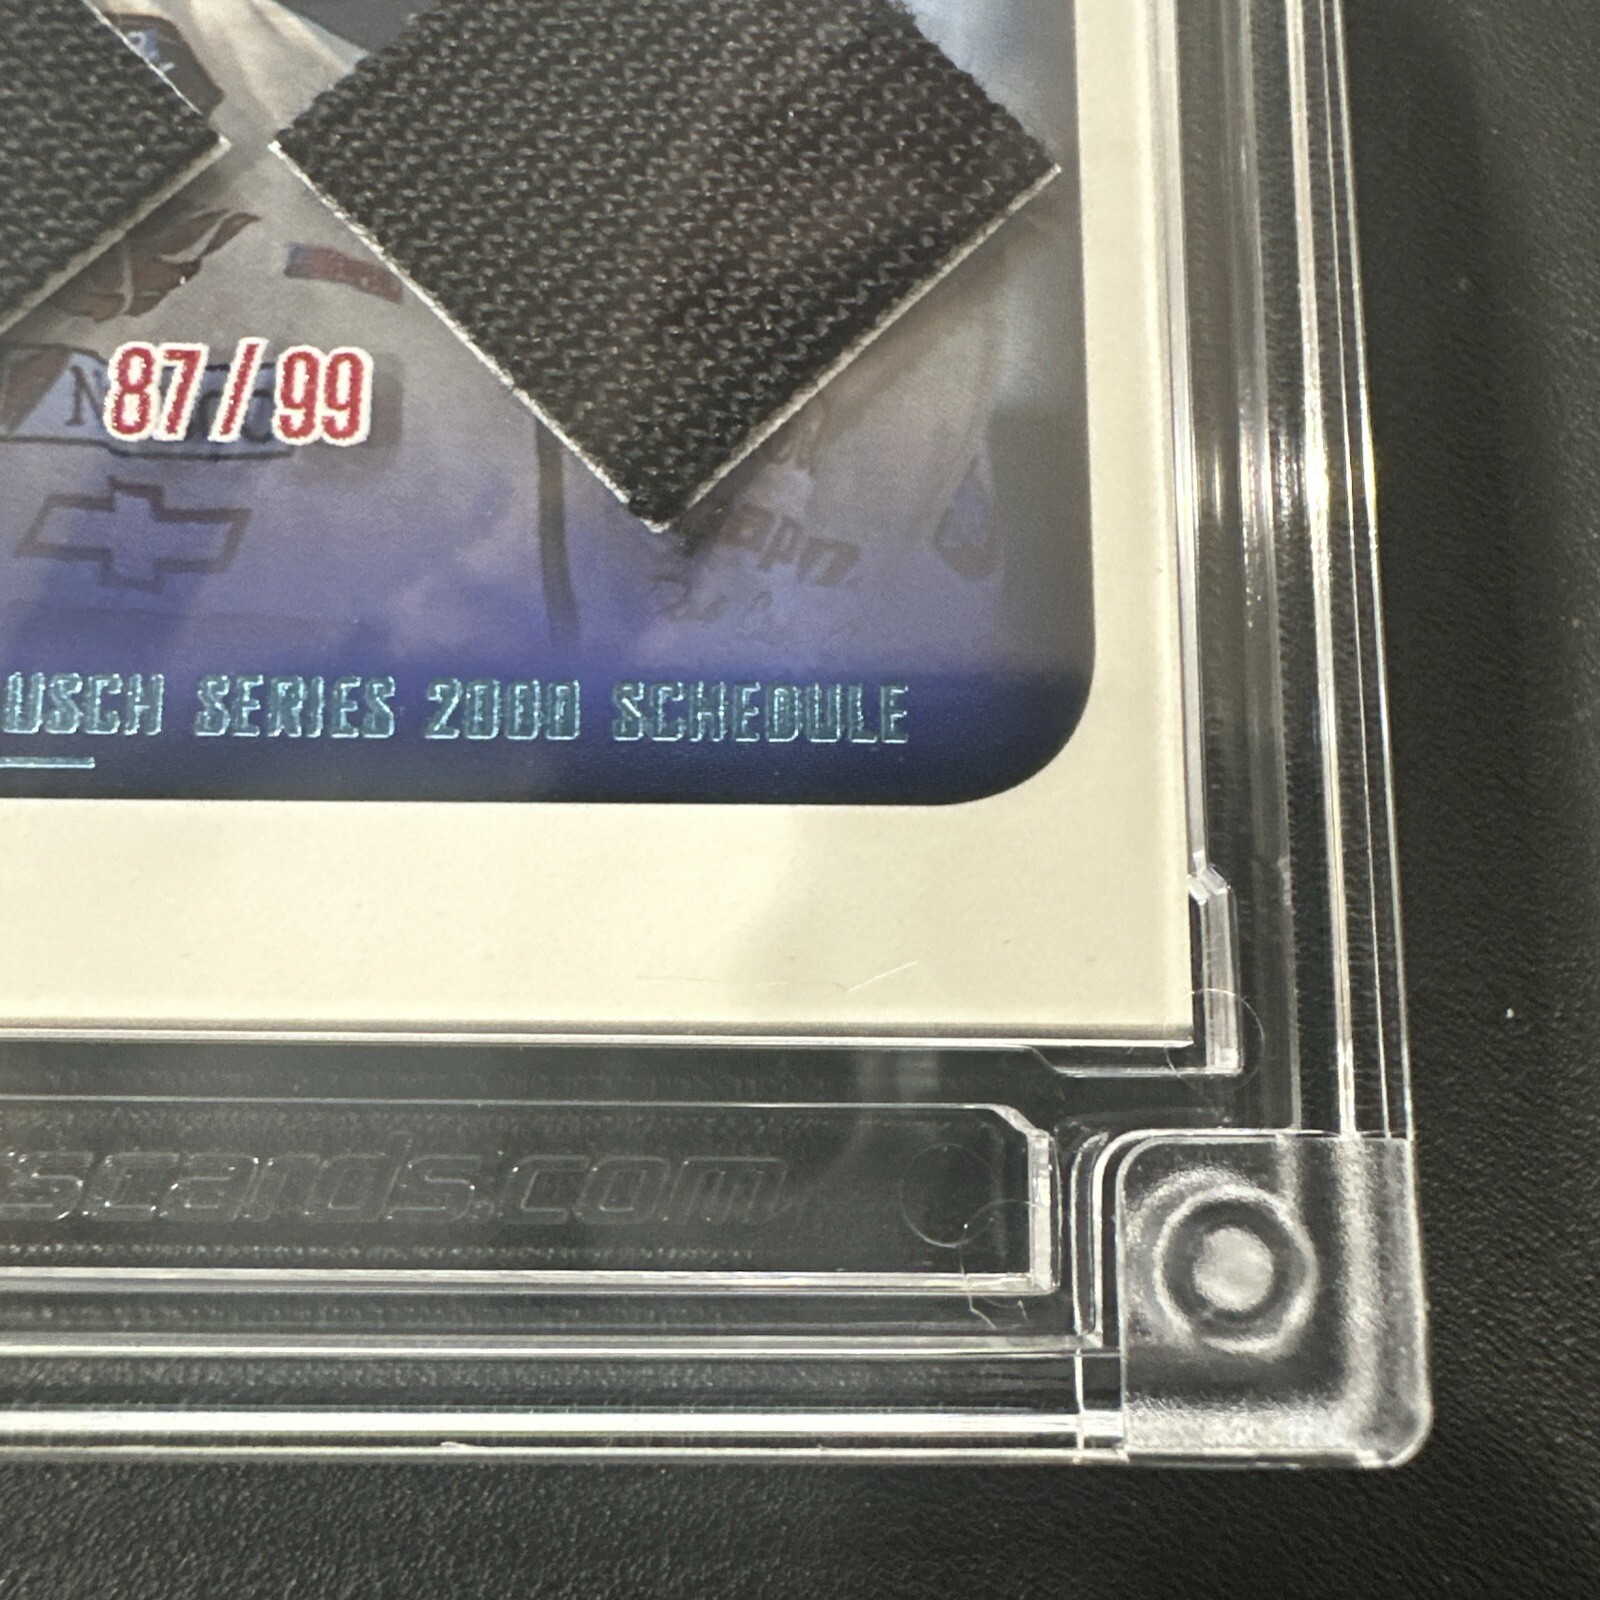 87/99
USCH SERIES 2000 SCHEDULE
scards.com